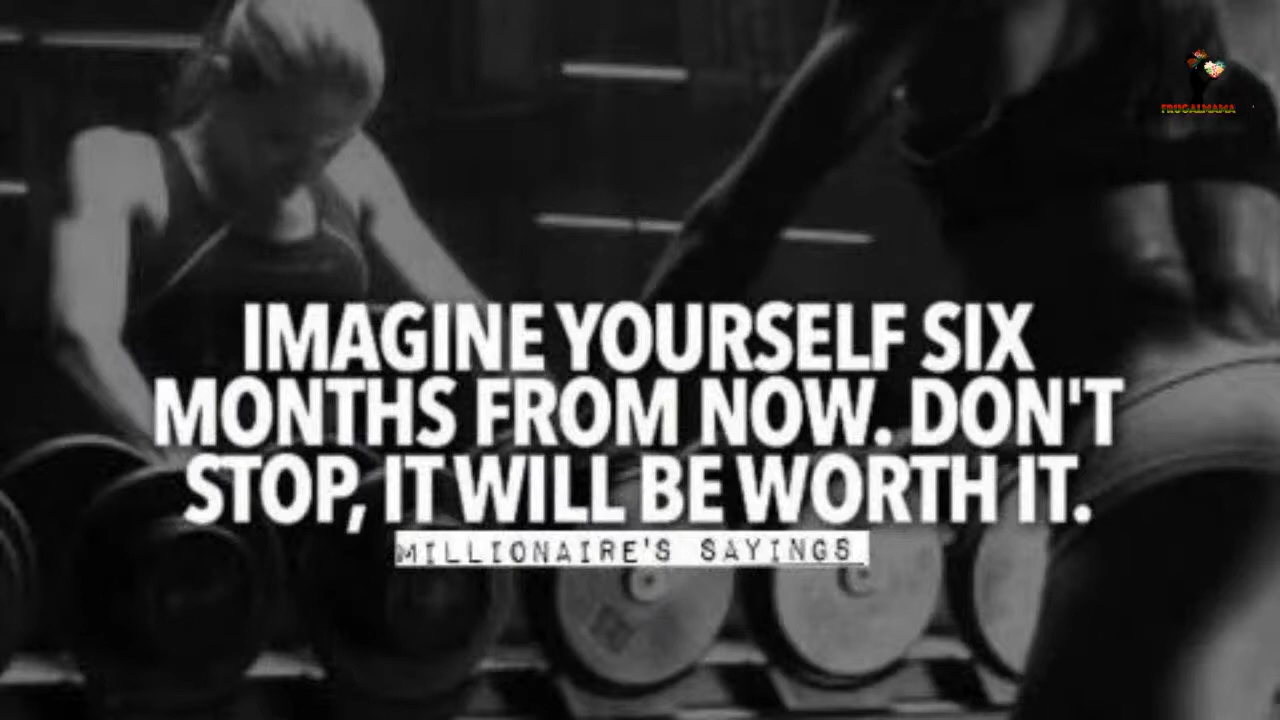 FRUGALMAMA
IMAGINE YOURSELF SIX
MONTHS FROM NOW. DON'T
STOP, IT WILL BE WORTH IT.
MILLIONAIRE'S SAYINGS